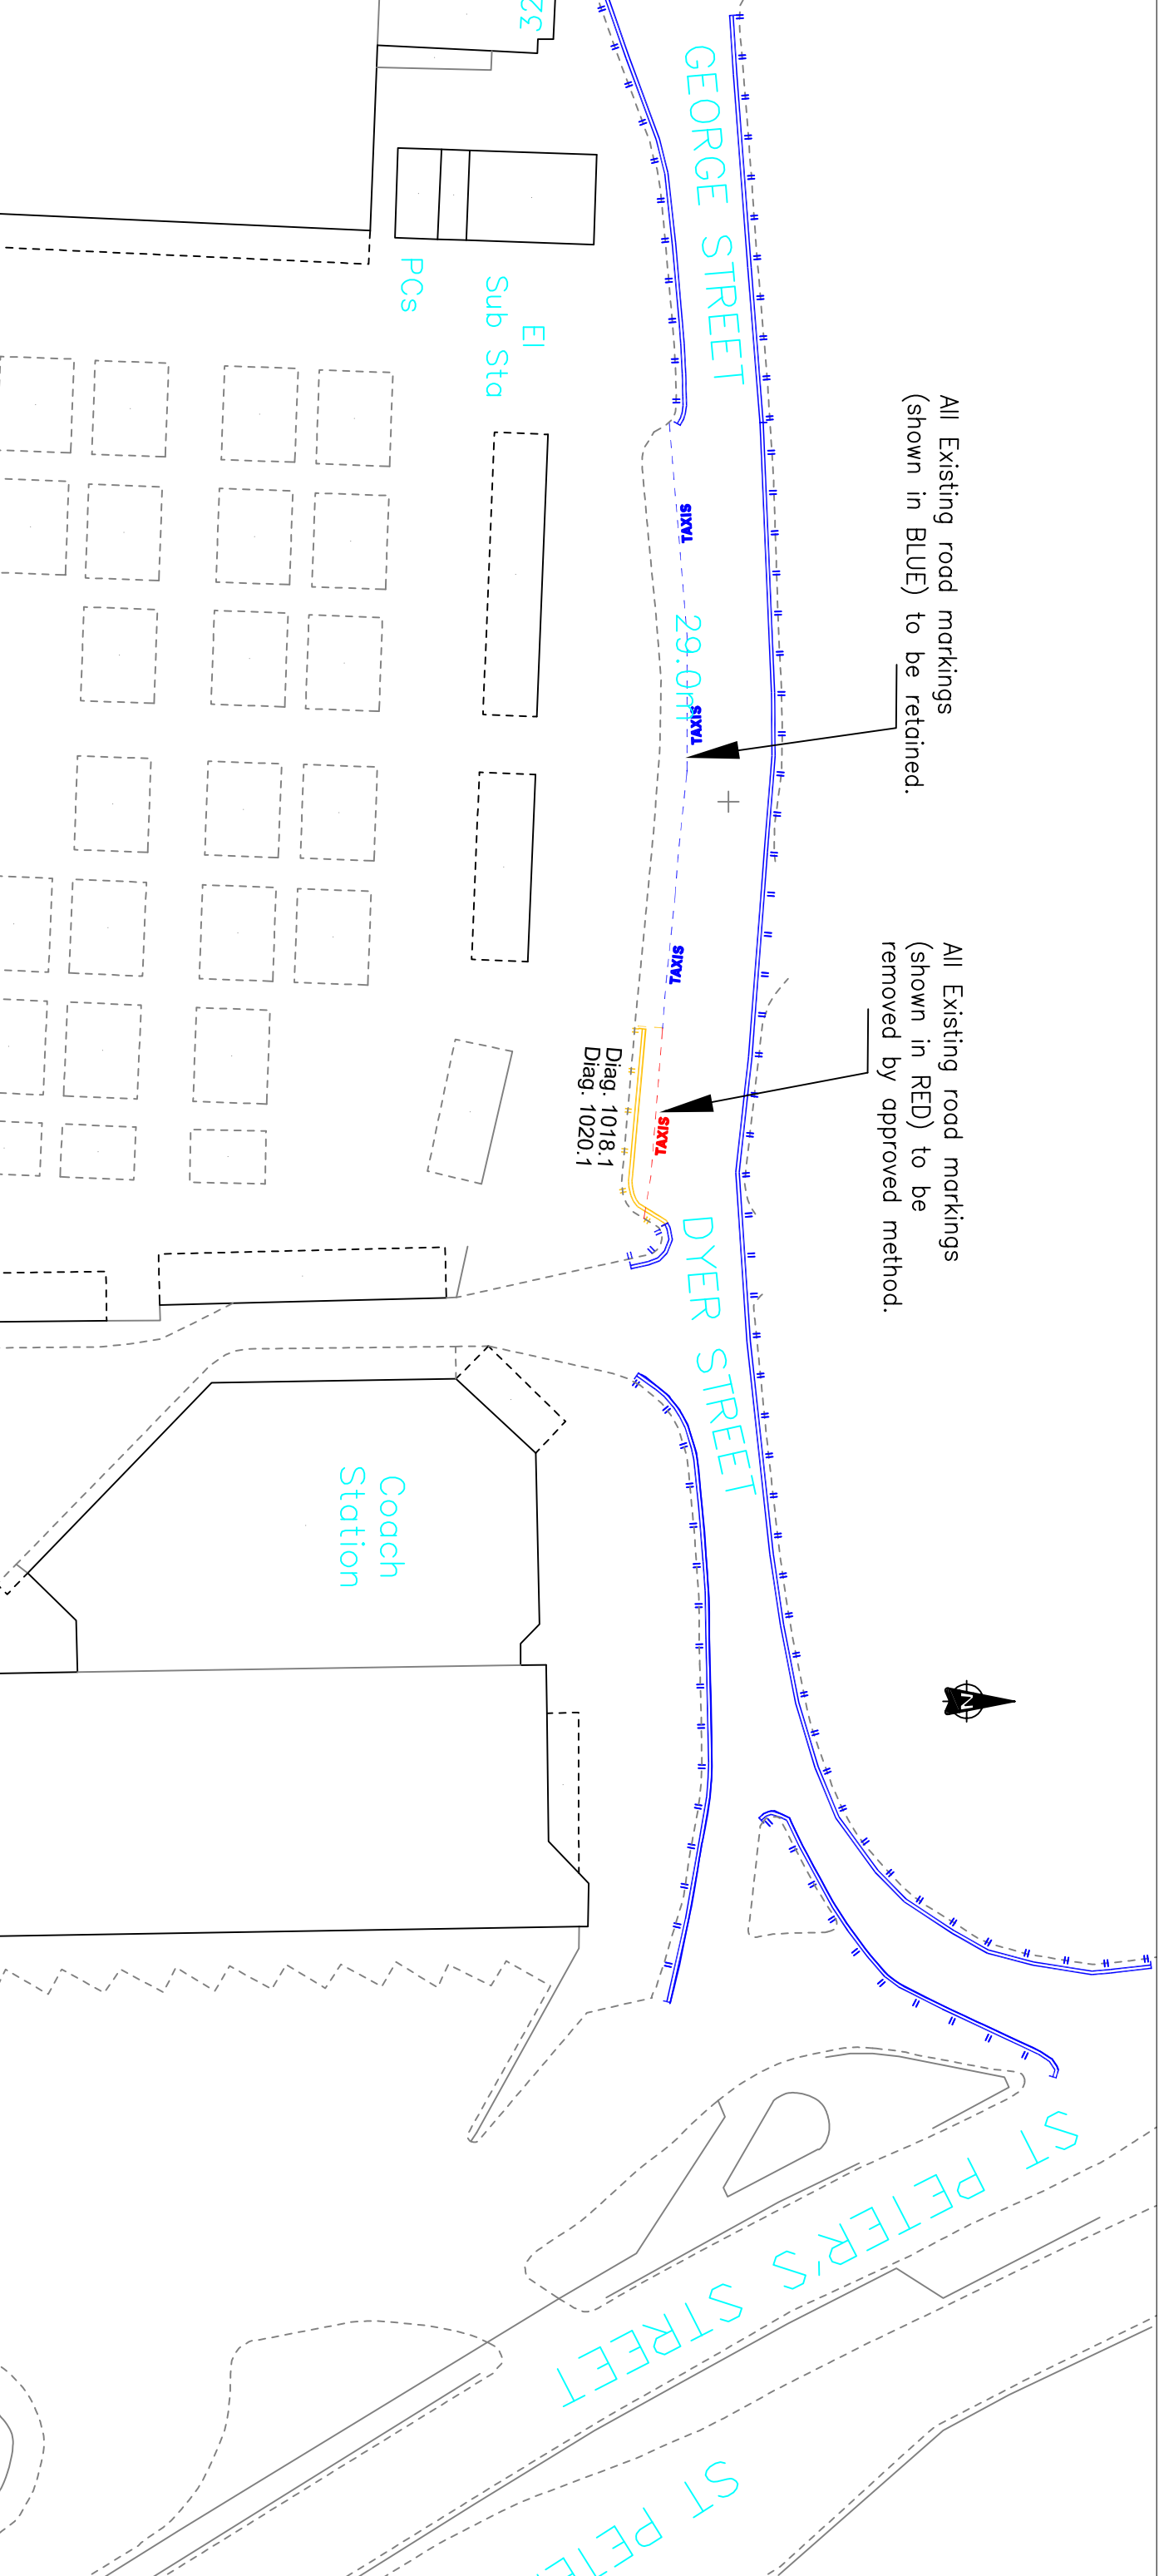 32
GEORGE STREET
PCs
El
Sub Sta
All Existing road markings
(shown in BLUE) to be retained.
TAXIS
29.0m
TAXIS
TAXIS
All Existing road markings
(shown in RED) to be
removed by approved method.
Diag. 1018.1
Diag. 1020.1
TAXIS
DYER STREET
Coach
Station
N
ST PETER'S STREET
ST PETE